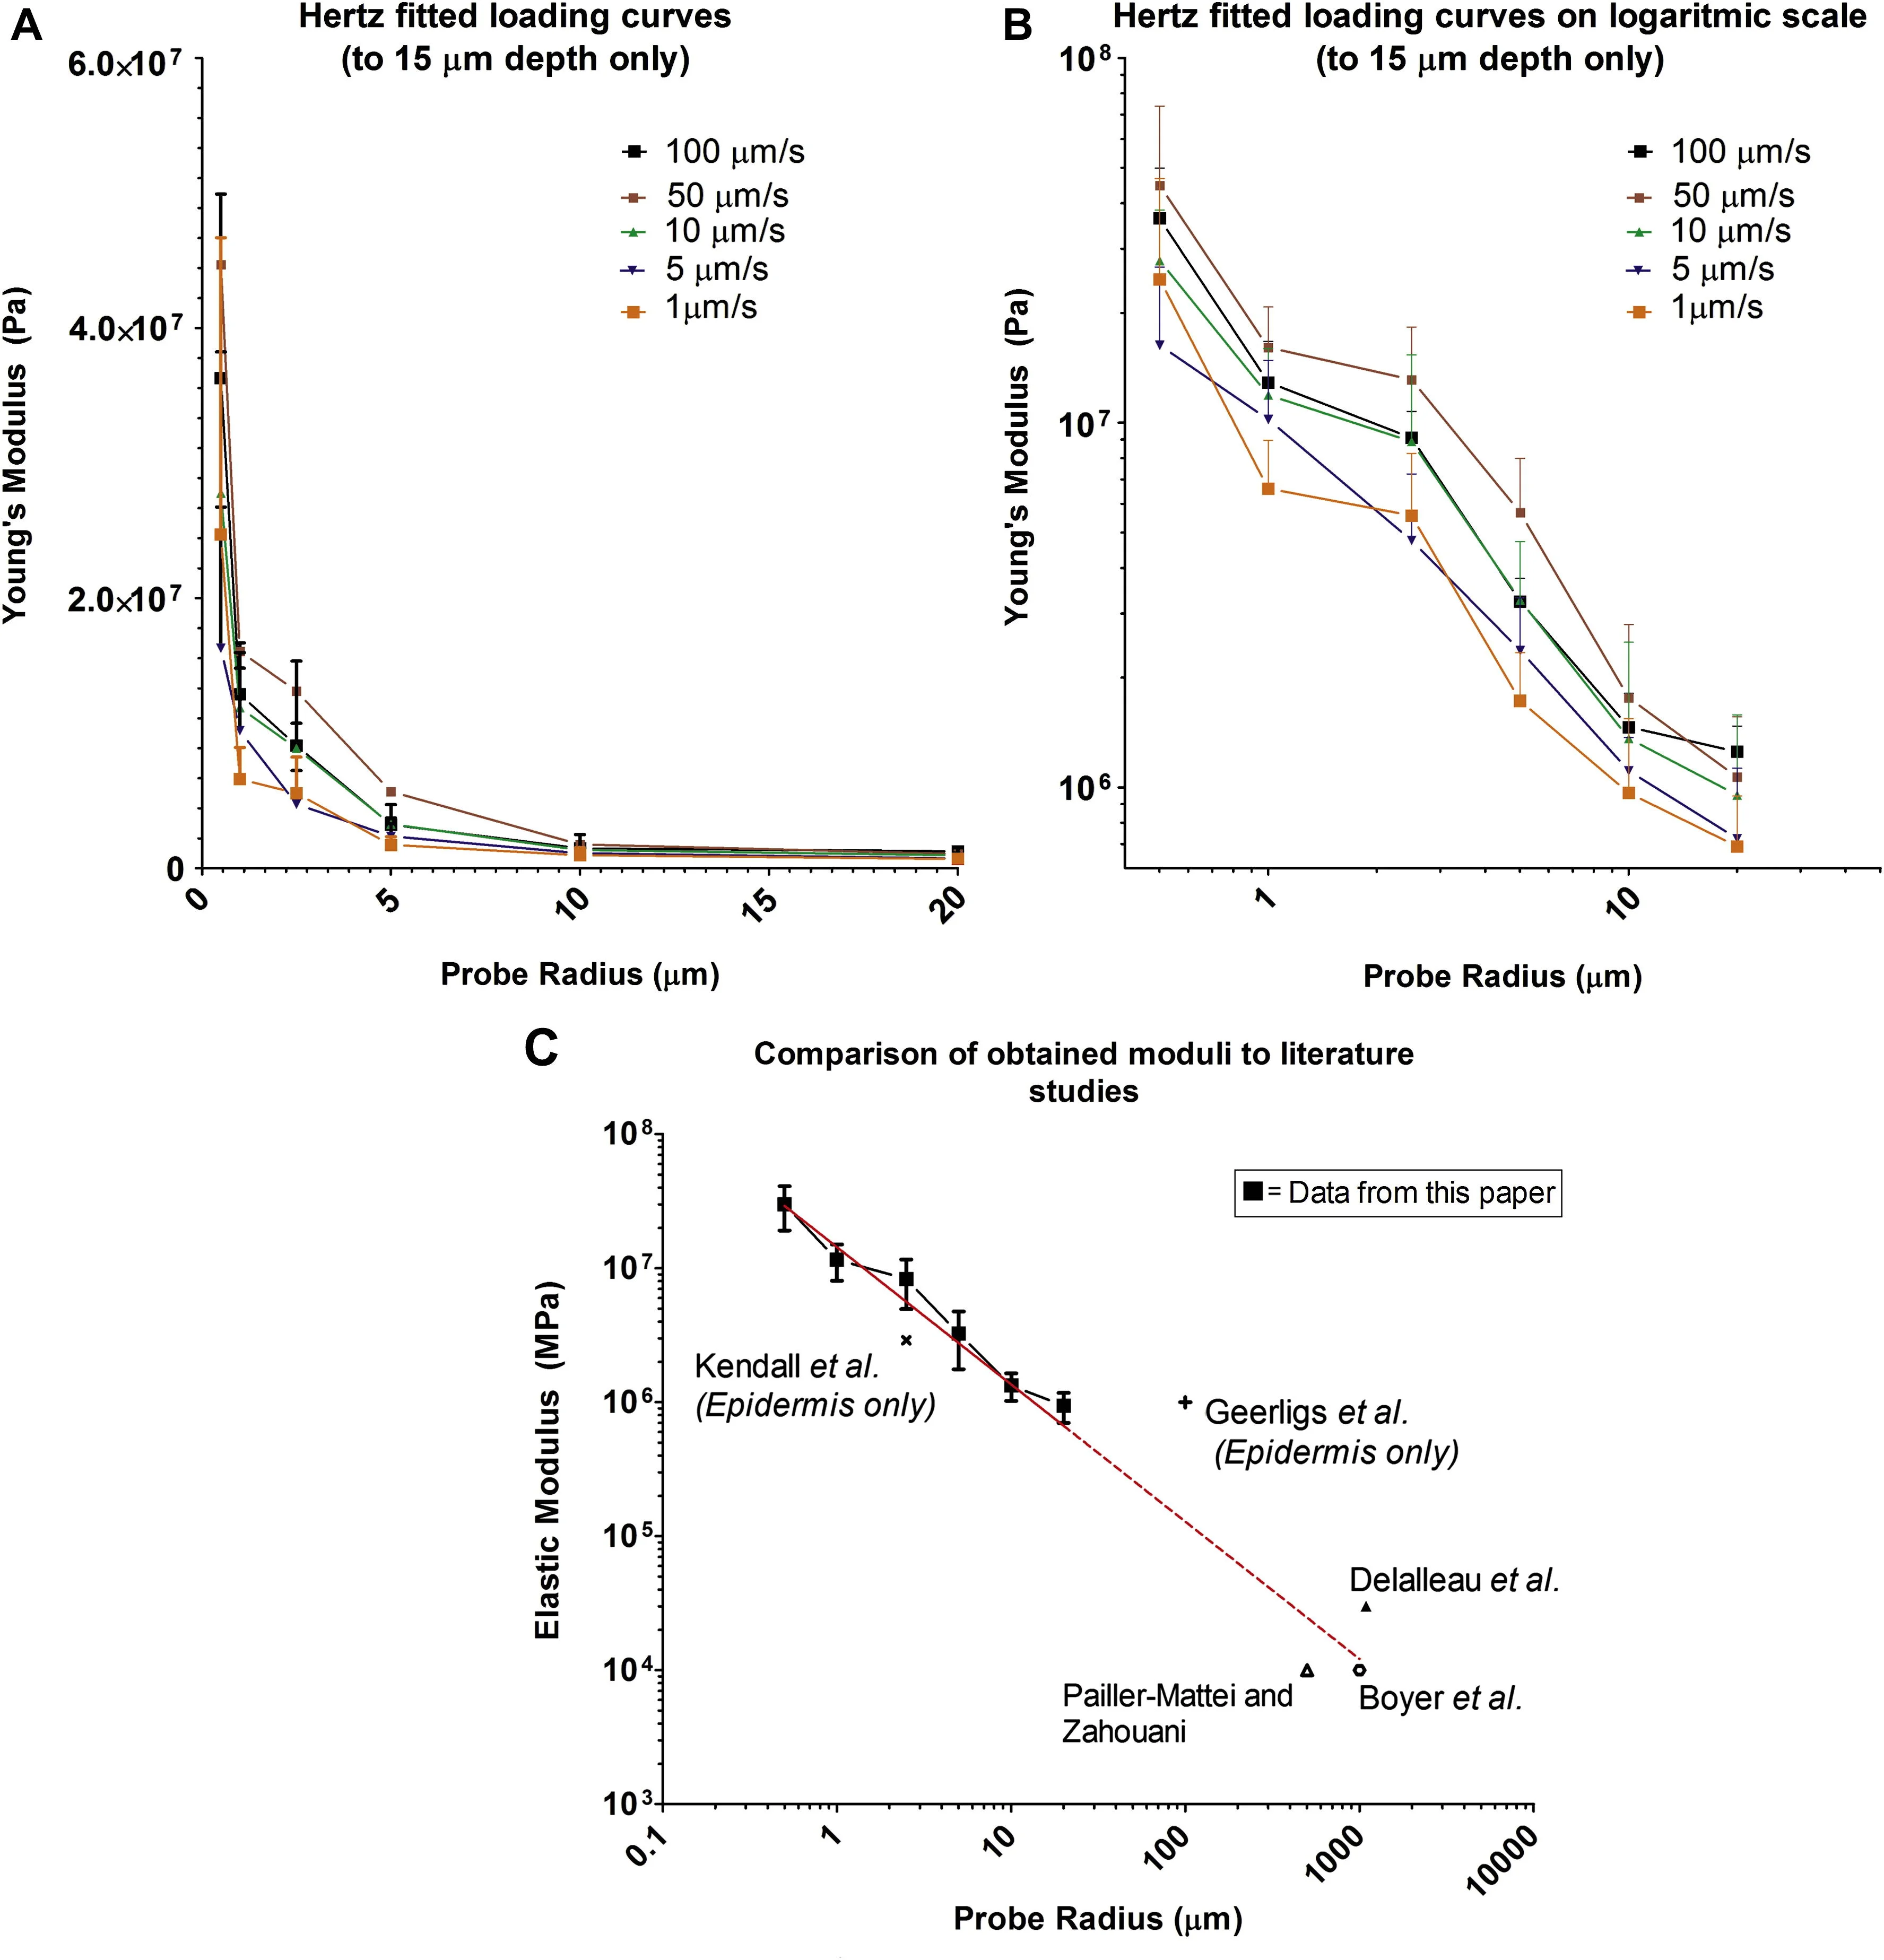 A
Hertz fitted loading curves
(to 15 μm depth only)
6.0×10⁷
4.0×10⁷
2.0×10⁷
0
Young's Modulus (Pa)
100 μm/s
50 μm/s
10 μm/s
5 μm/s
1μm/s
0 5 10 15 20
Probe Radius (μm)
B
Hertz fitted loading curves on logaritmic scale
(to 15 μm depth only)
10⁸
10⁷
10⁶
Young's Modulus (Pa)
100 μm/s
50 μm/s
10 μm/s
5 μm/s
1μm/s
1 10
Probe Radius (μm)
C
Comparison of obtained moduli to literature
studies
10⁸
10⁷
10⁶
10⁵
10⁴
10³
Elastic Modulus (MPa)
■ = Data from this paper
Kendall et al.
(Epidermis only)
Geerligs et al.
(Epidermis only)
Delalleau et al.
Pailler-Mattei and
Zahouani
Boyer et al.
0.1 1 10 100 1000 10000
Probe Radius (μm)